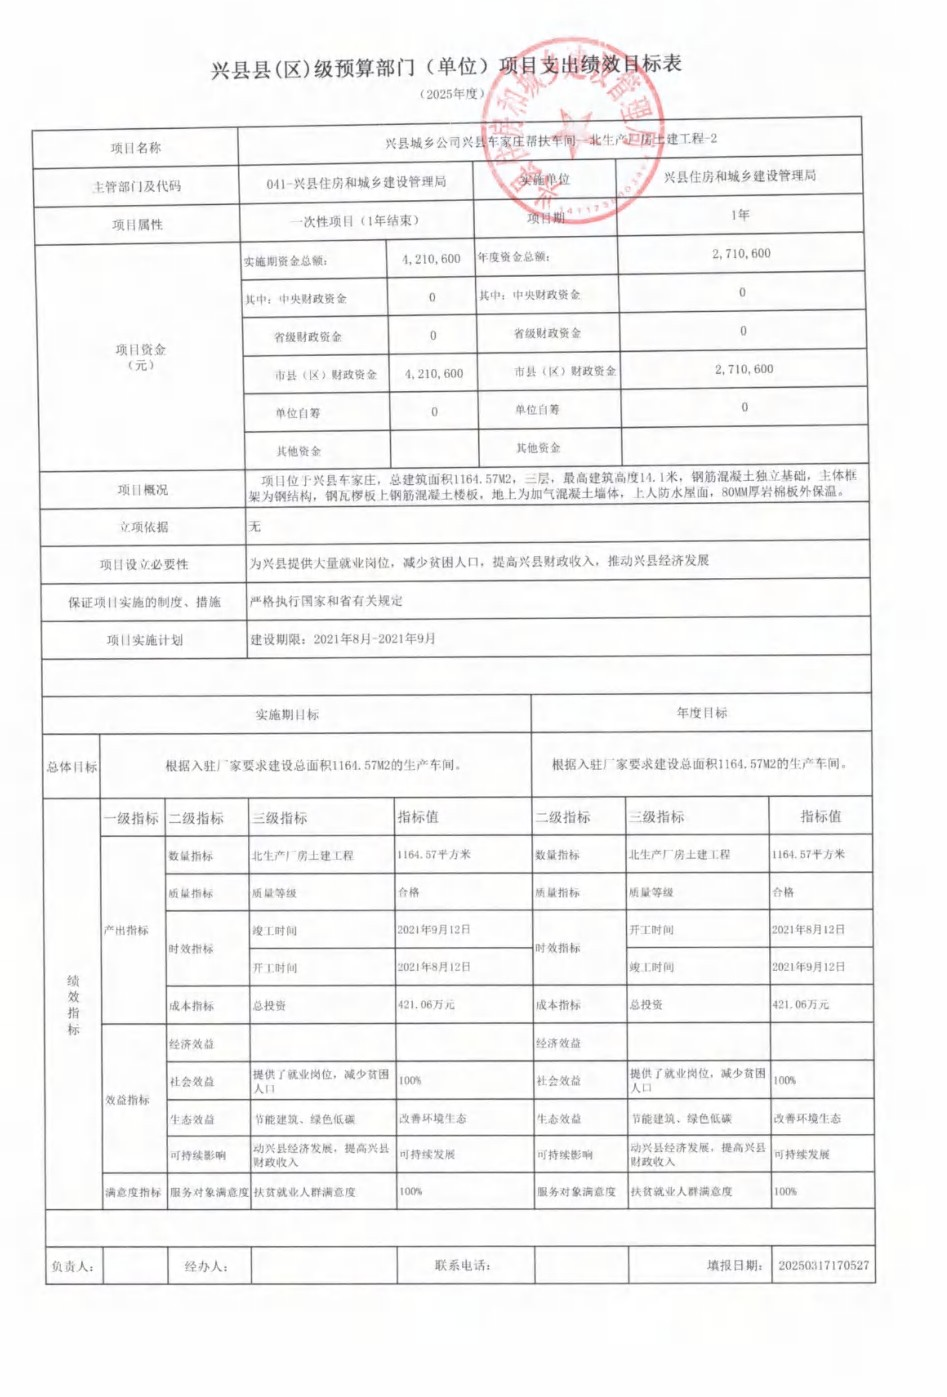 兴县县(区)级预算部门（单位）项目支出绩效目标表
（2025年度）
项目名称 兴县城乡公司兴县车家庄帮扶车间—北生产厂房土建工程-2
主管部门及代码 041-兴县住房和城乡建设管理局 实施单位 兴县住房和城乡建设管理局
项目属性 一次性项目（1年结束） 项目期 1年
项目资金
（元）
实施期资金总额： 4,210,600 年度资金总额： 2,710,600
其中：中央财政资金 0 其中：中央财政资金 0
省级财政资金 0 省级财政资金 0
市县（区）财政资金 4,210,600 市县（区）财政资金 2,710,600
单位自筹 0 单位自筹 0
其他资金 其他资金
项目概况 项目位于兴县车家庄，总建筑面积1164.57M2，三层，最高建筑高度14.1米，钢筋混凝土独立基础，主体框
架为钢结构，钢瓦椤板上钢筋混凝土楼板，地上为加气混凝土墙体，上人防水屋面，80MM厚岩棉板外保温。
立项依据 无
项目设立必要性 为兴县提供大量就业岗位，减少贫困人口，提高兴县财政收入，推动兴县经济发展
保证项目实施的制度、措施 严格执行国家和省有关规定
项目实施计划 建设期限：2021年8月-2021年9月
实施期目标 年度目标
总体目标 根据入驻厂家要求建设总面积1164.57M2的生产车间。 根据入驻厂家要求建设总面积1164.57M2的生产车间。
绩效指标
一级指标 二级指标 三级指标 指标值 二级指标 三级指标 指标值
产出指标
数量指标 北生产厂房土建工程 1164.57平方米 数量指标 北生产厂房土建工程 1164.57平方米
质量指标 质量等级 合格 质量指标 质量等级 合格
时效指标 竣工时间 2021年9月12日 时效指标 开工时间 2021年8月12日
开工时间 2021年8月12日 竣工时间 2021年9月12日
成本指标 总投资 421.06万元 成本指标 总投资 421.06万元
效益指标
经济效益 经济效益
社会效益 提供了就业岗位，减少贫困人口 100% 社会效益 提供了就业岗位，减少贫困人口 100%
生态效益 节能建筑、绿色低碳 改善环境生态 生态效益 节能建筑、绿色低碳 改善环境生态
可持续影响 动兴县经济发展，提高兴县财政收入 可持续发展 可持续影响 动兴县经济发展，提高兴县财政收入 可持续发展
满意度指标 服务对象满意度 扶贫就业人群满意度 100% 服务对象满意度 扶贫就业人群满意度 100%
负责人： 经办人： 联系电话： 填报日期： 20250317170527